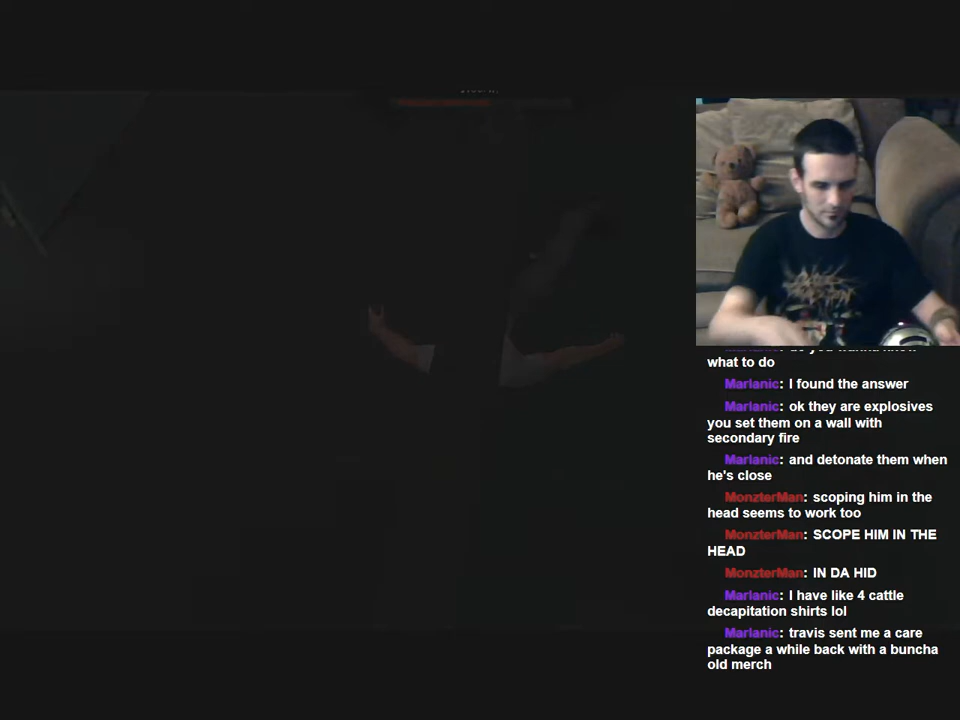 what to do
Marlanic: I found the answer
Marlanic: ok they are explosives
you set them on a wall with
secondary fire
Marlanic: and detonate them when
he's close
MonzterMan: scoping him in the
head seems to work too
MonzterMan: SCOPE HIM IN THE
HEAD
MonzterMan: IN DA HID
Marlanic: I have like 4 cattle
decapitation shirts lol
Marlanic: travis sent me a care
package a while back with a buncha
old merch